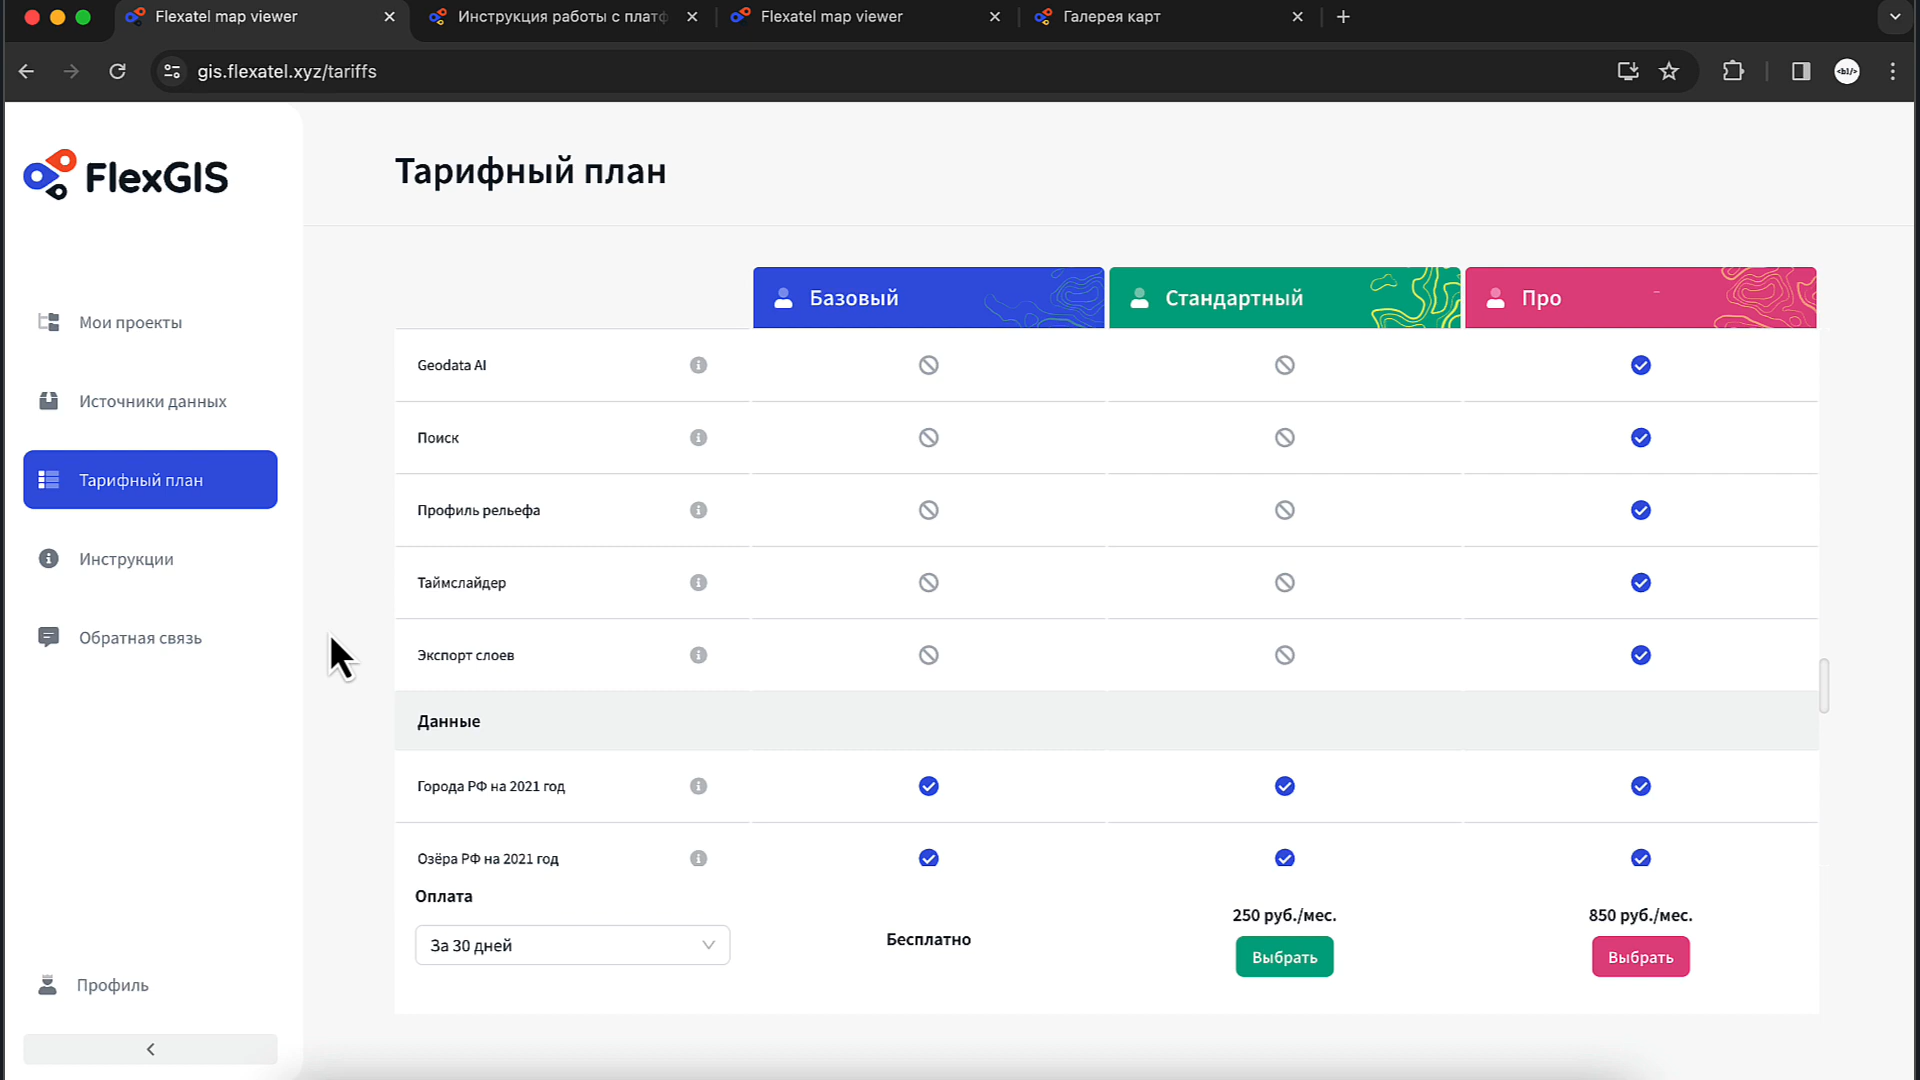 Flexatel map viewer
Инструкция работы с платф
Flexatel map viewer
Галерея карт
gis.flexatel.xyz/tariffs
<b1/>
FlexGIS
Тарифный план
Мои проекты
Источники данных
Тарифный план
Инструкции
Обратная связь
Профиль
Базовый
Стандартный
Про
Geodata AI
Поиск
Профиль рельефа
Таймслайдер
Экспорт слоев
Данные
Города РФ на 2021 год
Озёра РФ на 2021 год
Оплата
За 30 дней
Бесплатно
250 руб./мес.
Выбрать
850 руб./мес.
Выбрать